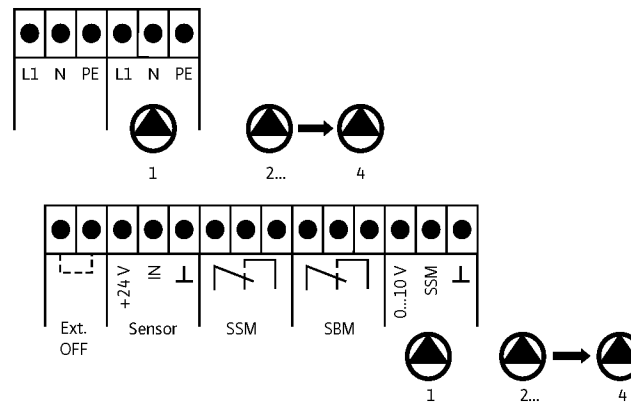 L1 N PE L1 N PE
1 2... 4
+24 V IN ⊥ 0...10 V SSM ⊥
Ext. OFF Sensor SSM SBM
1 2... 4